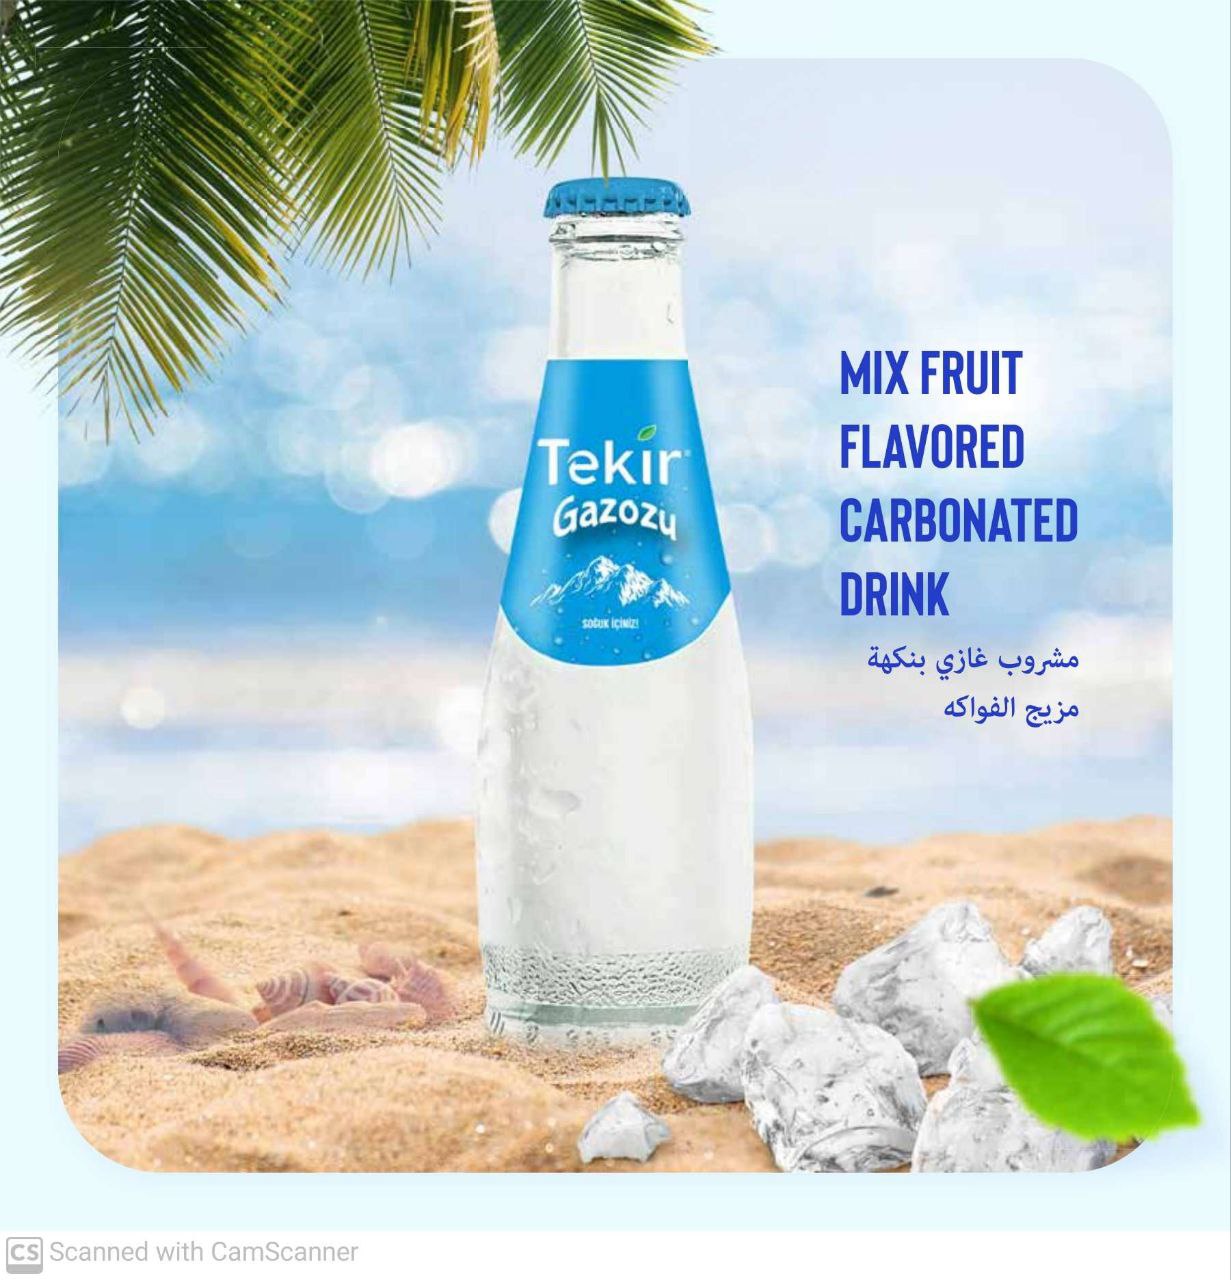 Tekir
Gazozu
SOĞUK İÇİNİZ!
MIX FRUIT
FLAVORED
CARBONATED
DRINK
مشروب غازي بنكهة
مزيج الفواكه
CS Scanned with CamScanner